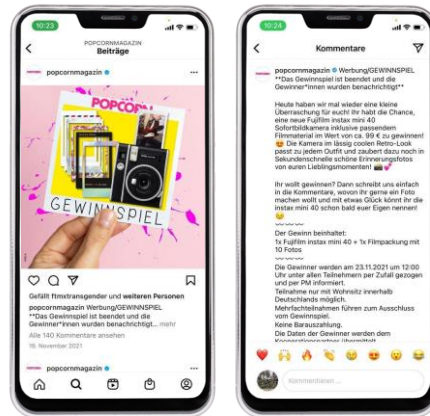 10:23
POPCORNMAGAZIN
Beiträge
popcornmagazin
POPCORN
GEWINNSPIEL
Gefällt ftmxtransgender und weiteren Personen
popcornmagazin Werbung/GEWINNSPIEL
**Das Gewinnspiel ist beendet und die
Gewinner*innen wurden benachrichtigt... mehr
Alle 140 Kommentare ansehen
19. November 2021
popcornmagazin
10:24
Kommentare
popcornmagazin Werbung/GEWINNSPIEL
**Das Gewinnspiel ist beendet und die
Gewinner*innen wurden benachrichtigt**
Heute haben wir mal wieder eine kleine
Überraschung für euch! Ihr habt die Chance,
eine neue Fujifilm instax mini 40
Sofortbildkamera inklusive passendem
Filmmaterial im Wert von ca. 99 € zu gewinnen!
😍 Die Kamera im lässig coolen Retro-Look
passt zu jedem Outfit und zaubert dazu noch in
Sekundenschnelle schöne Erinnerungsfotos
von euren Lieblingsmomenten! 📸💕
Ihr wollt gewinnen? Dann schreibt uns einfach
in die Kommentare, wovon ihr gerne ein Foto
machen wollt und mit etwas Glück könnt ihr die
instax mini 40 schon bald euer Eigen nennen!
Der Gewinn beinhaltet:
1x Fujifilm instax mini 40 + 1x Filmpackung mit
10 Fotos
Die Gewinner werden am 23.11.2021 um 12:00
Uhr unter allen Teilnehmern per Zufall gezogen
und per PM informiert.
Teilnahme nur mit Wohnsitz innerhalb
Deutschlands möglich.
Mehrfachteilnahmen führen zum Ausschluss
vom Gewinnspiel.
Keine Barauszahlung.
Die Daten der Gewinner werden dem
Kooperationspartner übermittelt
Kommentieren ...